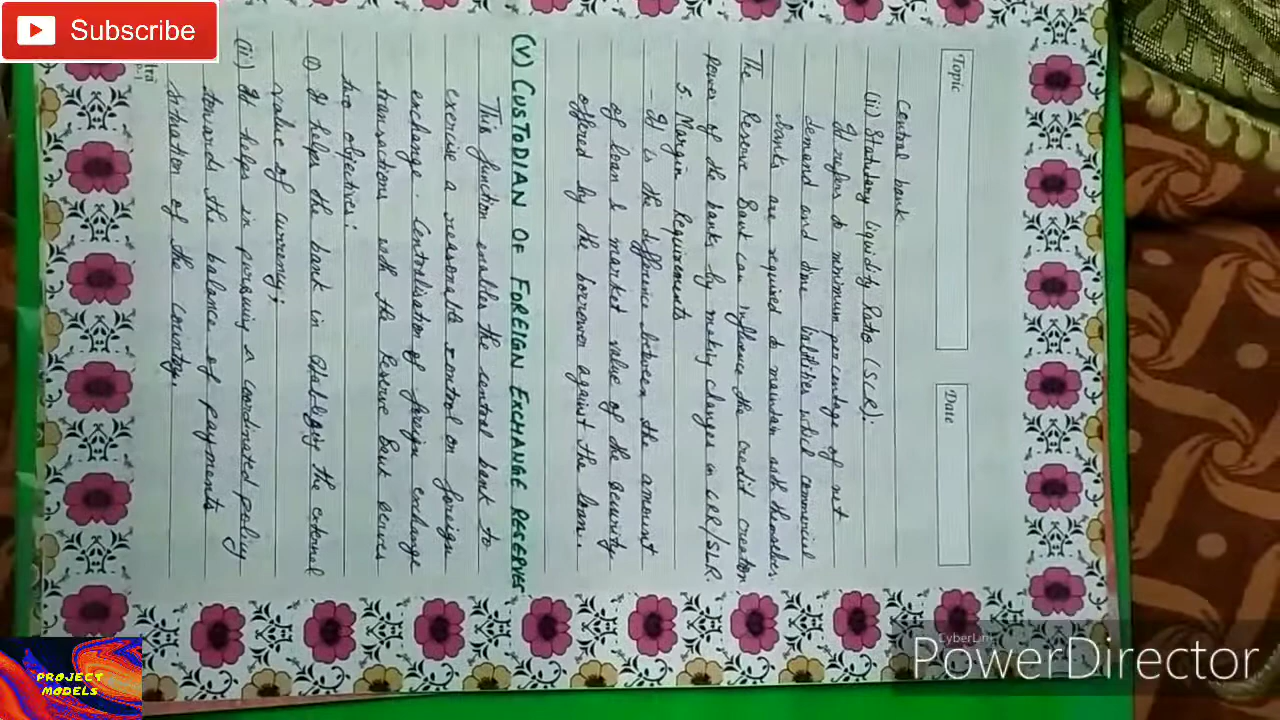 Subscribe
Topic
Date
central bank.
(ii) Statutory Liquidity Ratio (SLR):
It refers to minimum percentage of net
demand and time liabilities which commercial
banks are required to maintain with themselves.
The Reserve Bank can influence the credit creation
power of the banks by making changes in CRR/SLR.
5. Margin Requirements
- It is the difference between the amount
of loan & market value of the security
offered by the borrower against the loan.
(V) CUSTODIAN OF FOREIGN EXCHANGE RESERVES
This function enables the central bank to
exercise a reasonable control on foreign
exchange. Centralisation of foreign exchange
transactions with the Reserve Bank serves
two objectives:
(i) It helps the bank in stabilizing the external
value of currency;
(ii) It helps in pursuing a coordinated policy
towards the balance of payments
situation of the country.
PROJECT
MODELS
CyberLink
PowerDirector